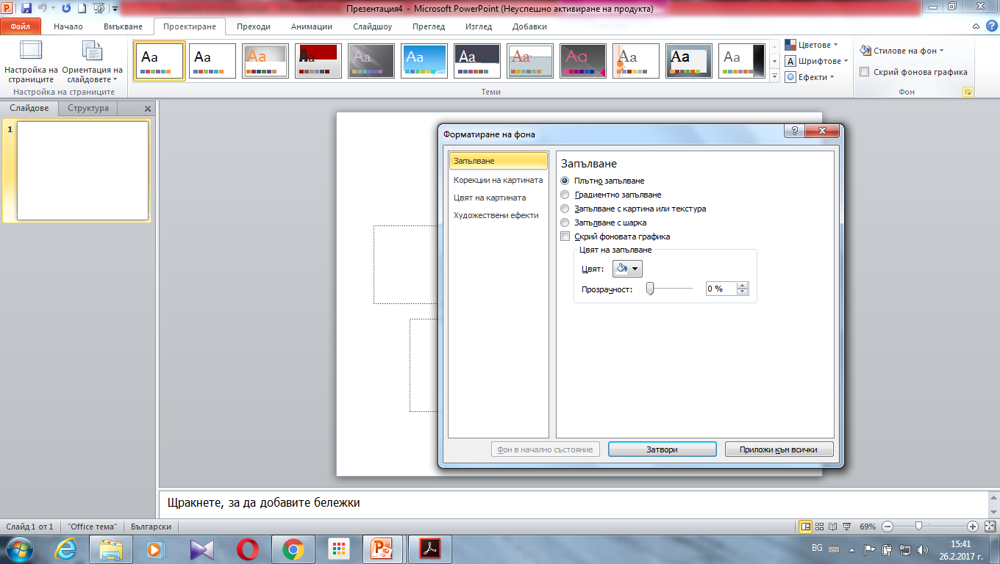 Презентация4 - Microsoft PowerPoint (Неуспешно активиране на продукта)
Файл Начало Вмъкване Проектиране Преходи Анимации Слайдшоу Преглед Изглед Добавки
Настройка на страниците
Ориентация на слайдовете
Настройка на страниците
Aa Aa Aa Aa Aa Aa Aa Aa Aa Aa Aa Aa
Теми
Цветове
Шрифтове
Ефекти
Стилове на фон
Скрий фонова графика
Фон
Слайдове Структура
1
Форматиране на фона
Запълване
Корекции на картината
Цвят на картината
Художествени ефекти
Запълване
Плътно запълване
Градиентно запълване
Запълване с картина или текстура
Запълване с шарка
Скрий фоновата графика
Цвят на запълване
Цвят:
Прозрачност: 0 %
Фон в начално състояние Затвори Приложи към всички
Щракнете, за да добавите бележки
Слайд 1 от 1 "Office тема" Български 69%
BG 15:41
26.2.2017 г.